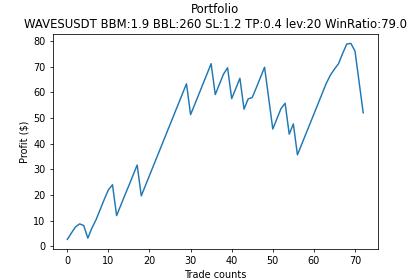 Portfolio
WAVESUSDT BBM:1.9 BBL:260 SL:1.2 TP:0.4 lev:20 WinRatio:79.0
80
70
60
50
40
30
20
10
0
Profit ($)
0 10 20 30 40 50 60 70
Trade counts